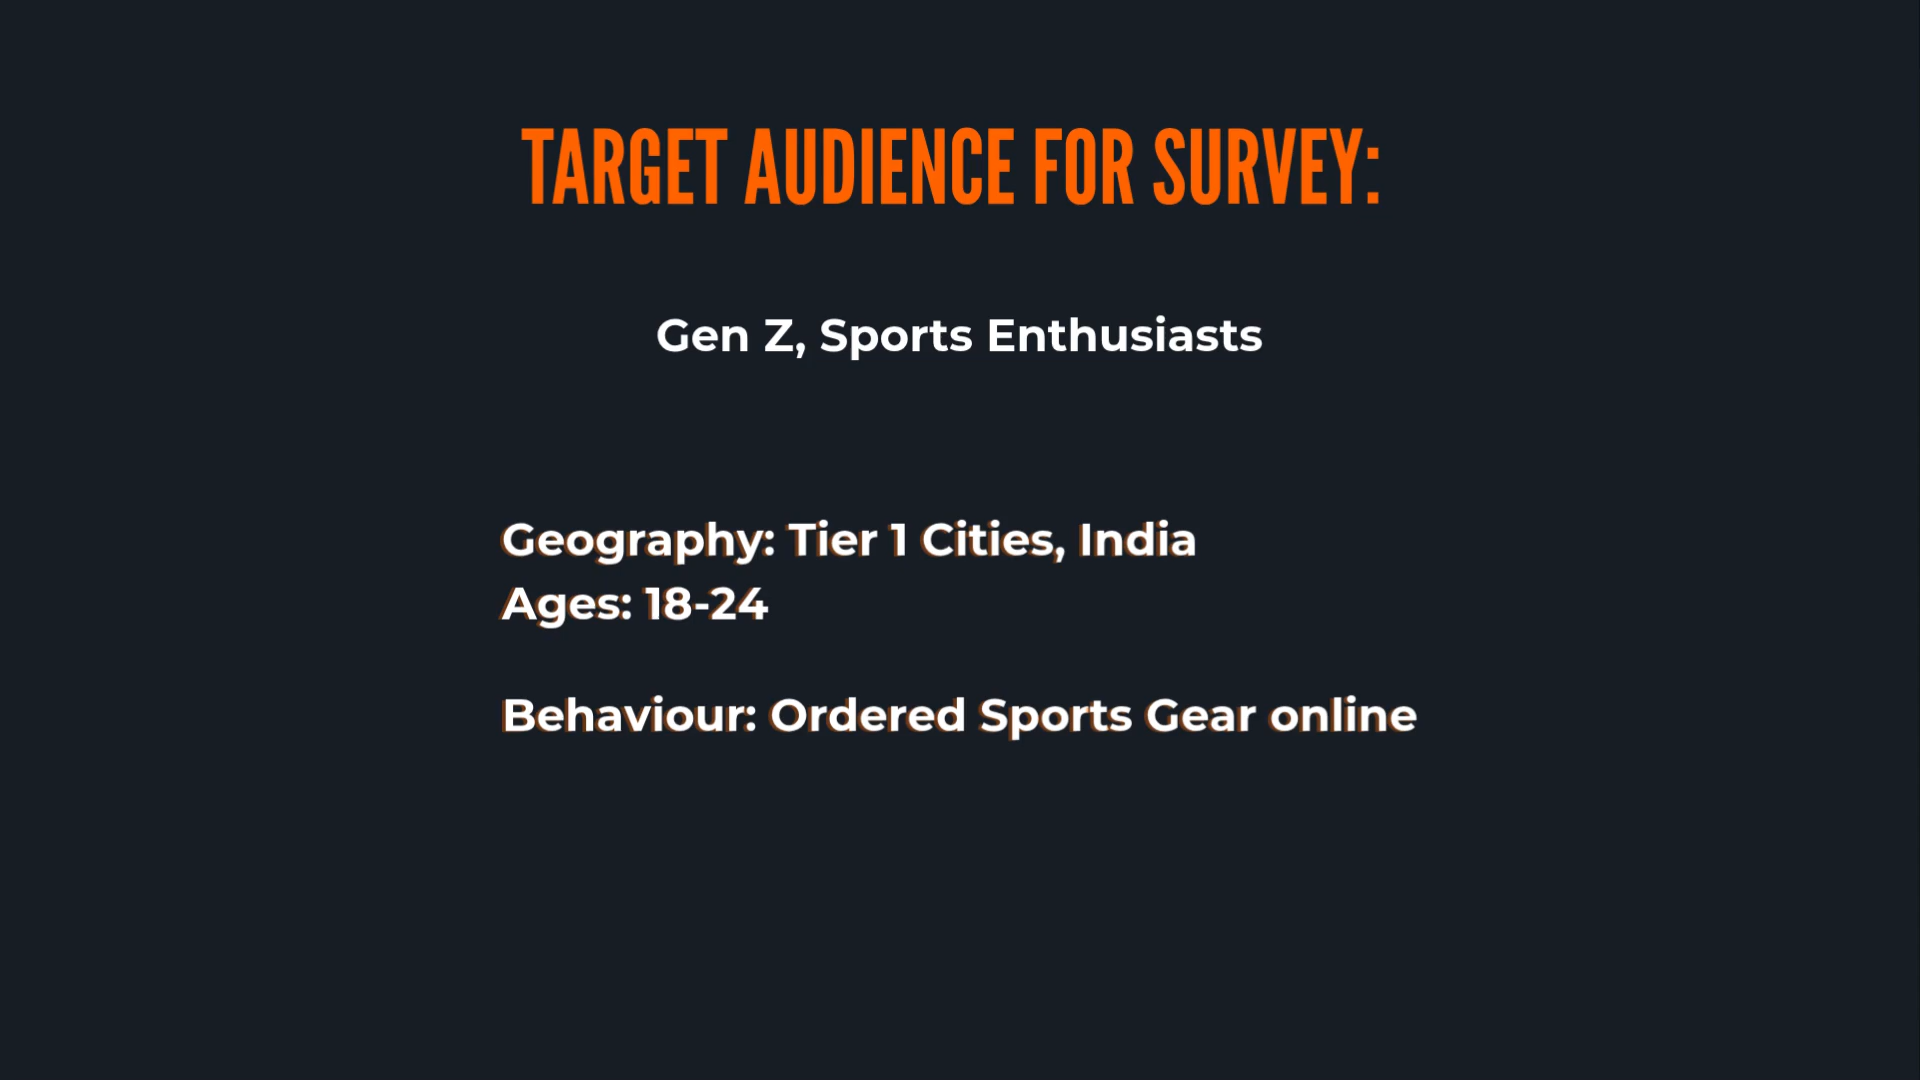 TARGET AUDIENCE FOR SURVEY:
Gen Z, Sports Enthusiasts
Geography: Tier 1 Cities, India
Ages: 18-24
Behaviour: Ordered Sports Gear online